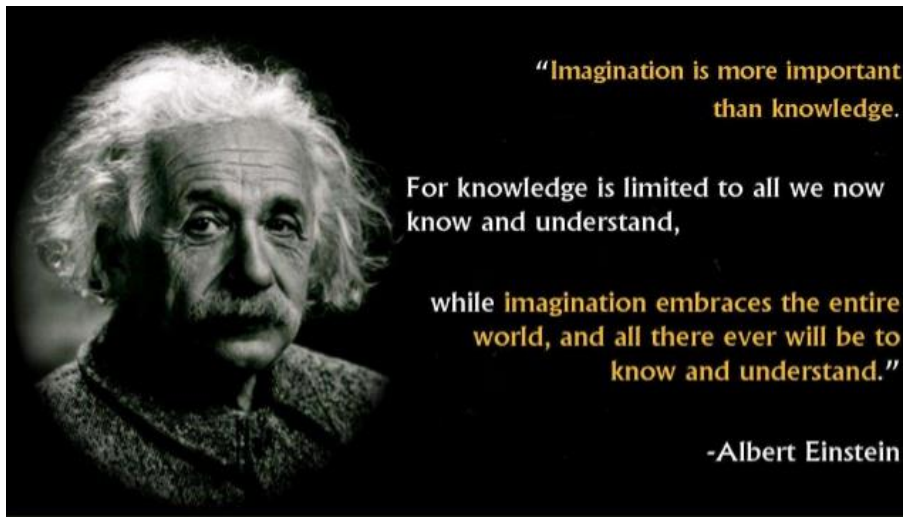 “Imagination is more important
than knowledge.
For knowledge is limited to all we now
know and understand,
while imagination embraces the entire
world, and all there ever will be to
know and understand.”
-Albert Einstein